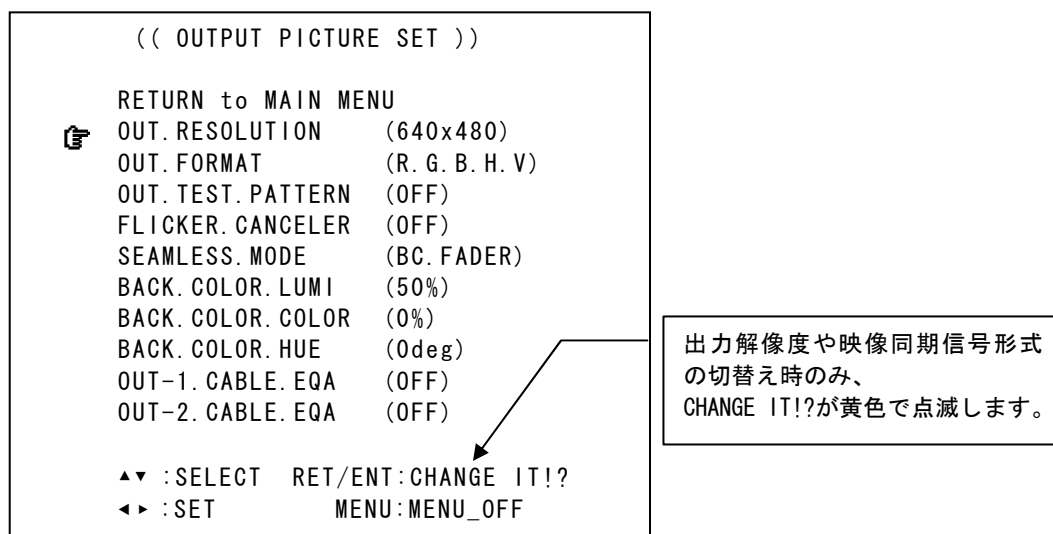 (( OUTPUT PICTURE SET ))
RETURN to MAIN MENU
☞ OUT.RESOLUTION (640x480)
OUT.FORMAT (R.G.B.H.V)
OUT.TEST.PATTERN (OFF)
FLICKER.CANCELER (OFF)
SEAMLESS.MODE (BC.FADER)
BACK.COLOR.LUMI (50%)
BACK.COLOR.COLOR (0%)
BACK.COLOR.HUE (0deg)
OUT-1.CABLE.EQA (OFF)
OUT-2.CABLE.EQA (OFF)
▲▼ :SELECT RET/ENT:CHANGE IT!?
◀▶ :SET MENU:MENU_OFF
出力解像度や映像同期信号形式
の切替え時のみ、
CHANGE IT!?が黄色で点滅します。